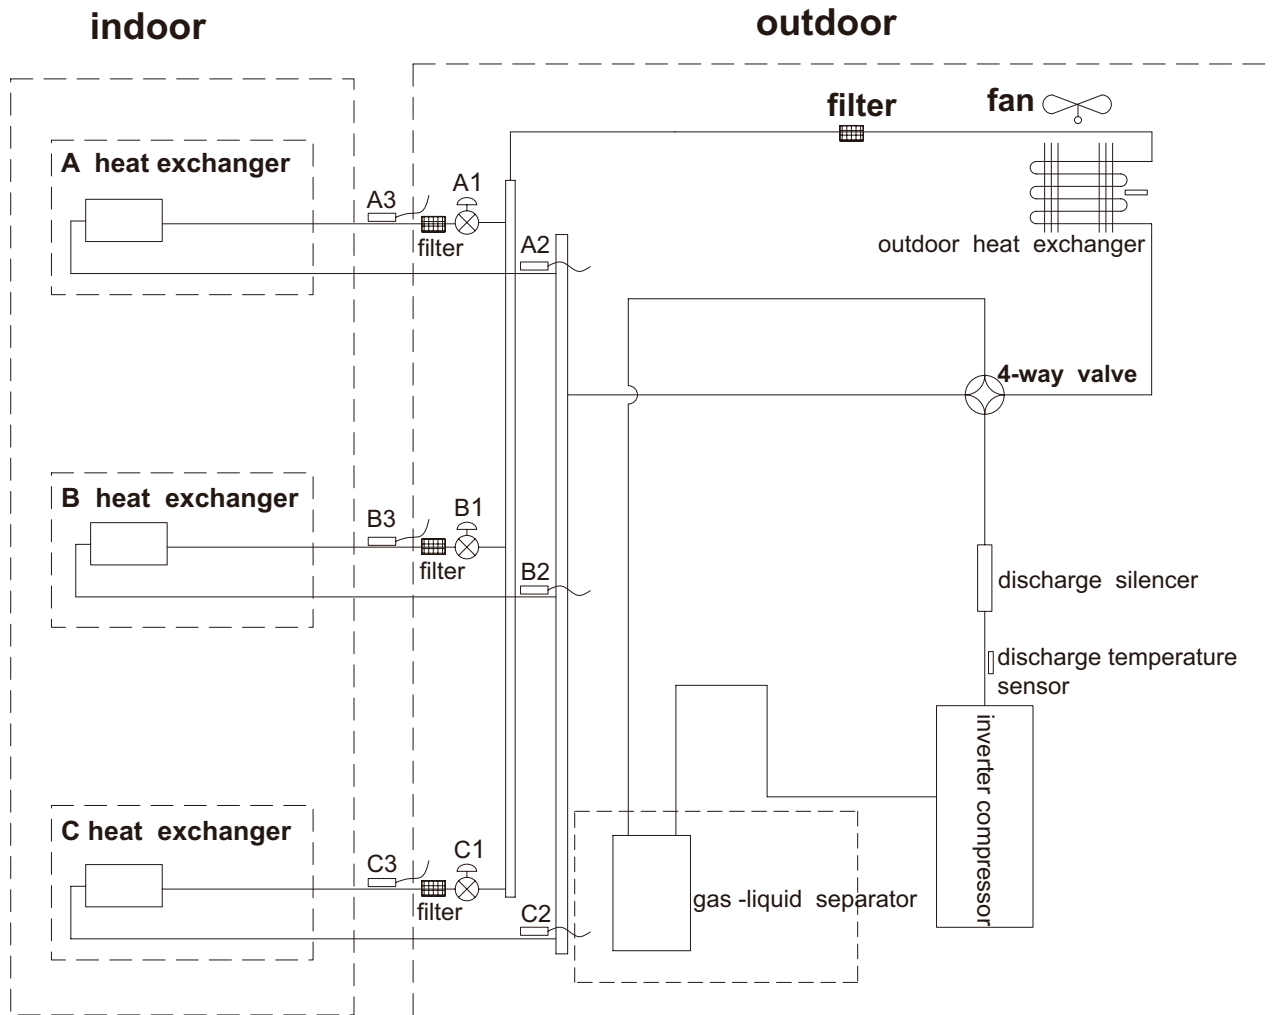 indoor
outdoor
filter
fan
A heat exchanger
A3
A1
filter
A2
outdoor heat exchanger
4-way valve
B heat exchanger
B3
B1
filter
B2
discharge silencer
discharge temperature
sensor
inverter compressor
C heat exchanger
C3
C1
filter
C2
gas -liquid separator